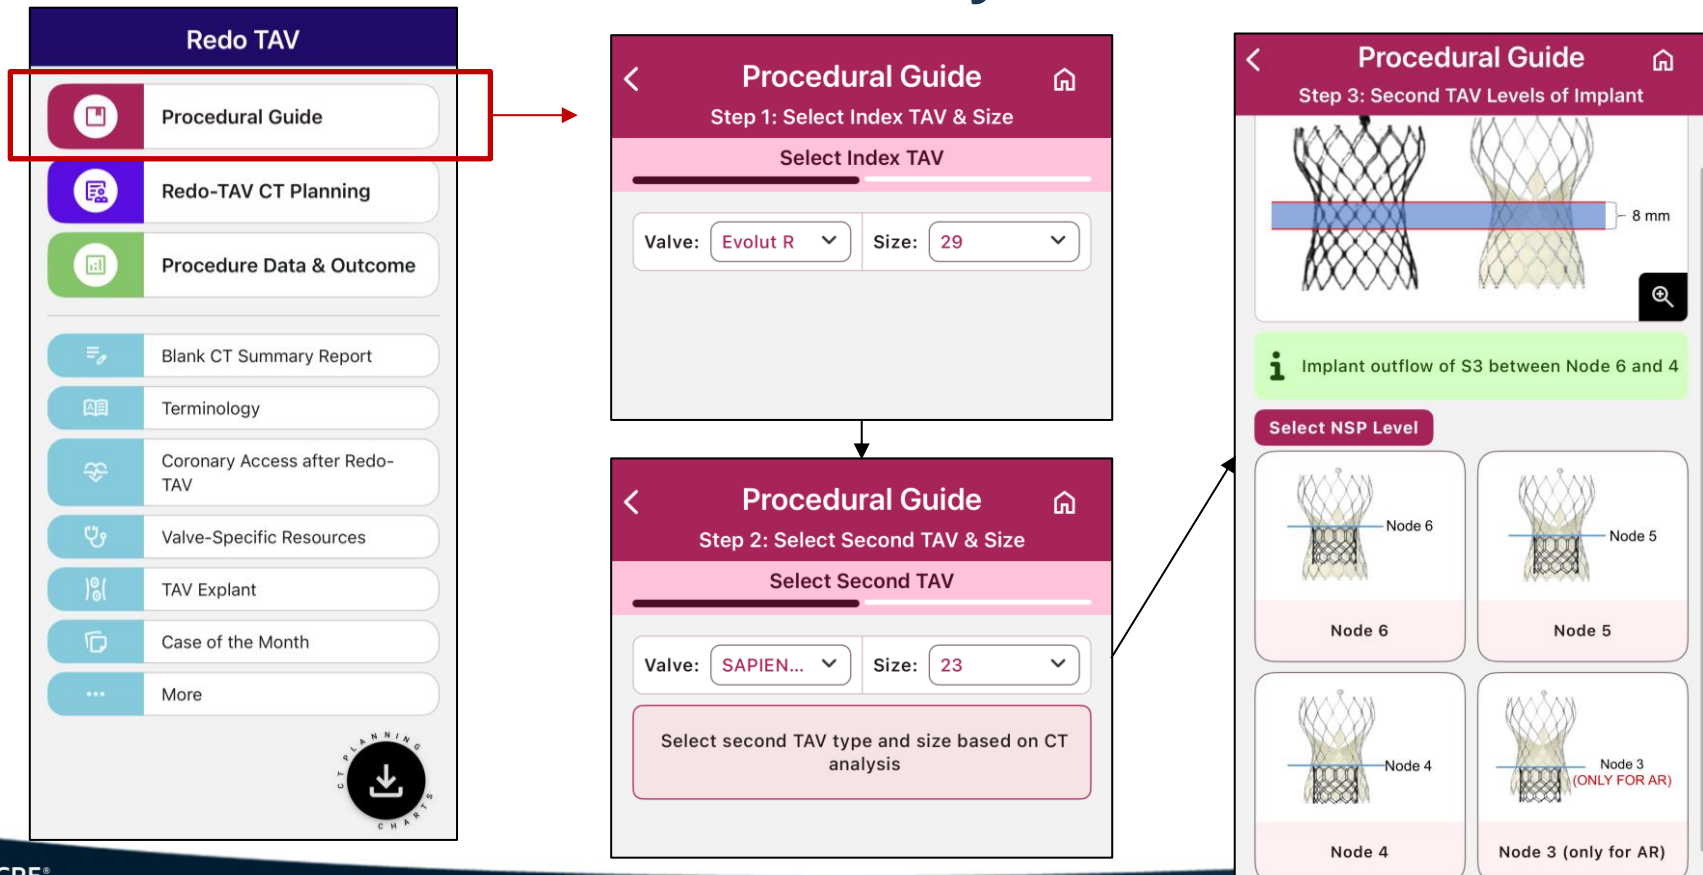 Redo TAV
Procedural Guide
Redo-TAV CT Planning
Procedure Data & Outcome
Blank CT Summary Report
Terminology
Coronary Access after Redo-
TAV
Valve-Specific Resources
TAV Explant
Case of the Month
More
CT PLANNING
CHARTS
Procedural Guide
Step 1: Select Index TAV & Size
Select Index TAV
Valve: Evolut R Size: 29
Procedural Guide
Step 2: Select Second TAV & Size
Select Second TAV
Valve: SAPIEN... Size: 23
Select second TAV type and size based on CT
analysis
Procedural Guide
Step 3: Second TAV Levels of Implant
8 mm
Implant outflow of S3 between Node 6 and 4
Select NSP Level
Node 6
Node 6
Node 5
Node 5
Node 4
Node 4
Node 3
(ONLY FOR AR)
Node 3 (only for AR)